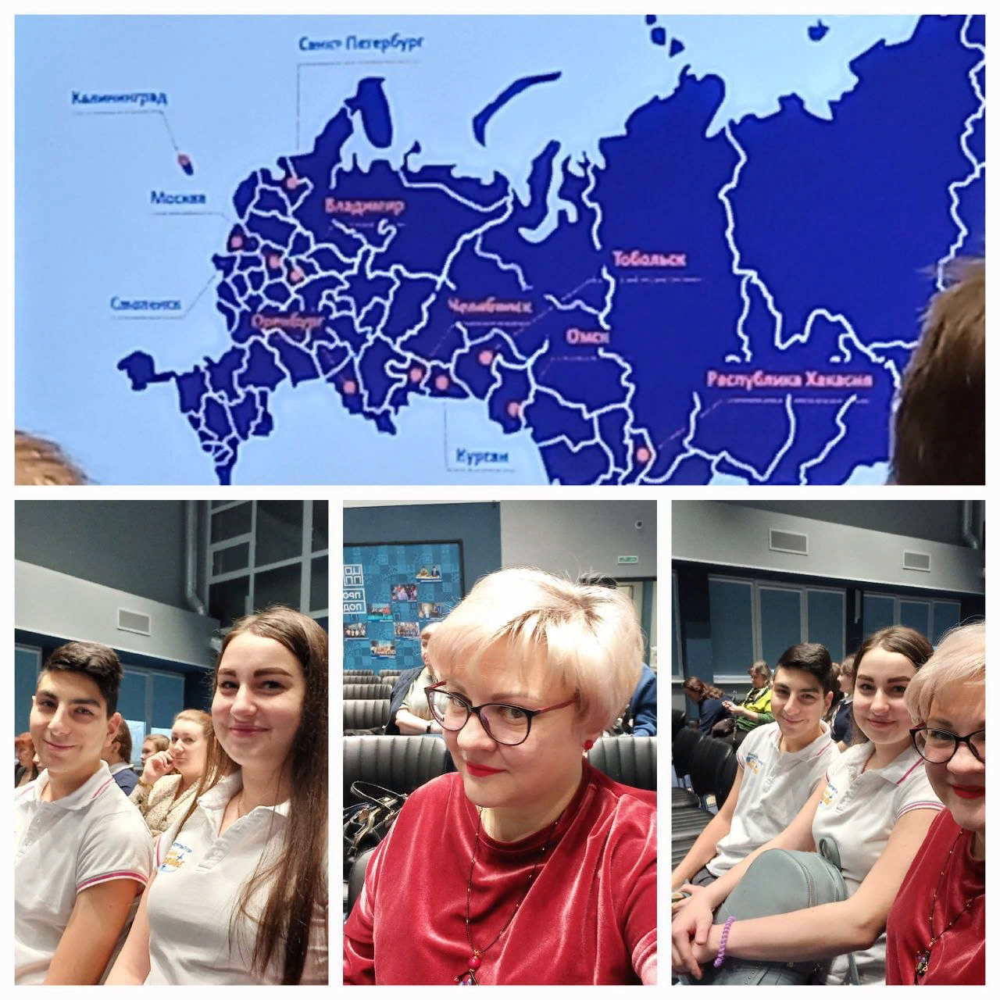 Санкт-Петербург
Калининград
Москва
Владимир
Тобольск
Смоленск
Челябинск
Оренбург
Омск
Республика Хакасия
Курган